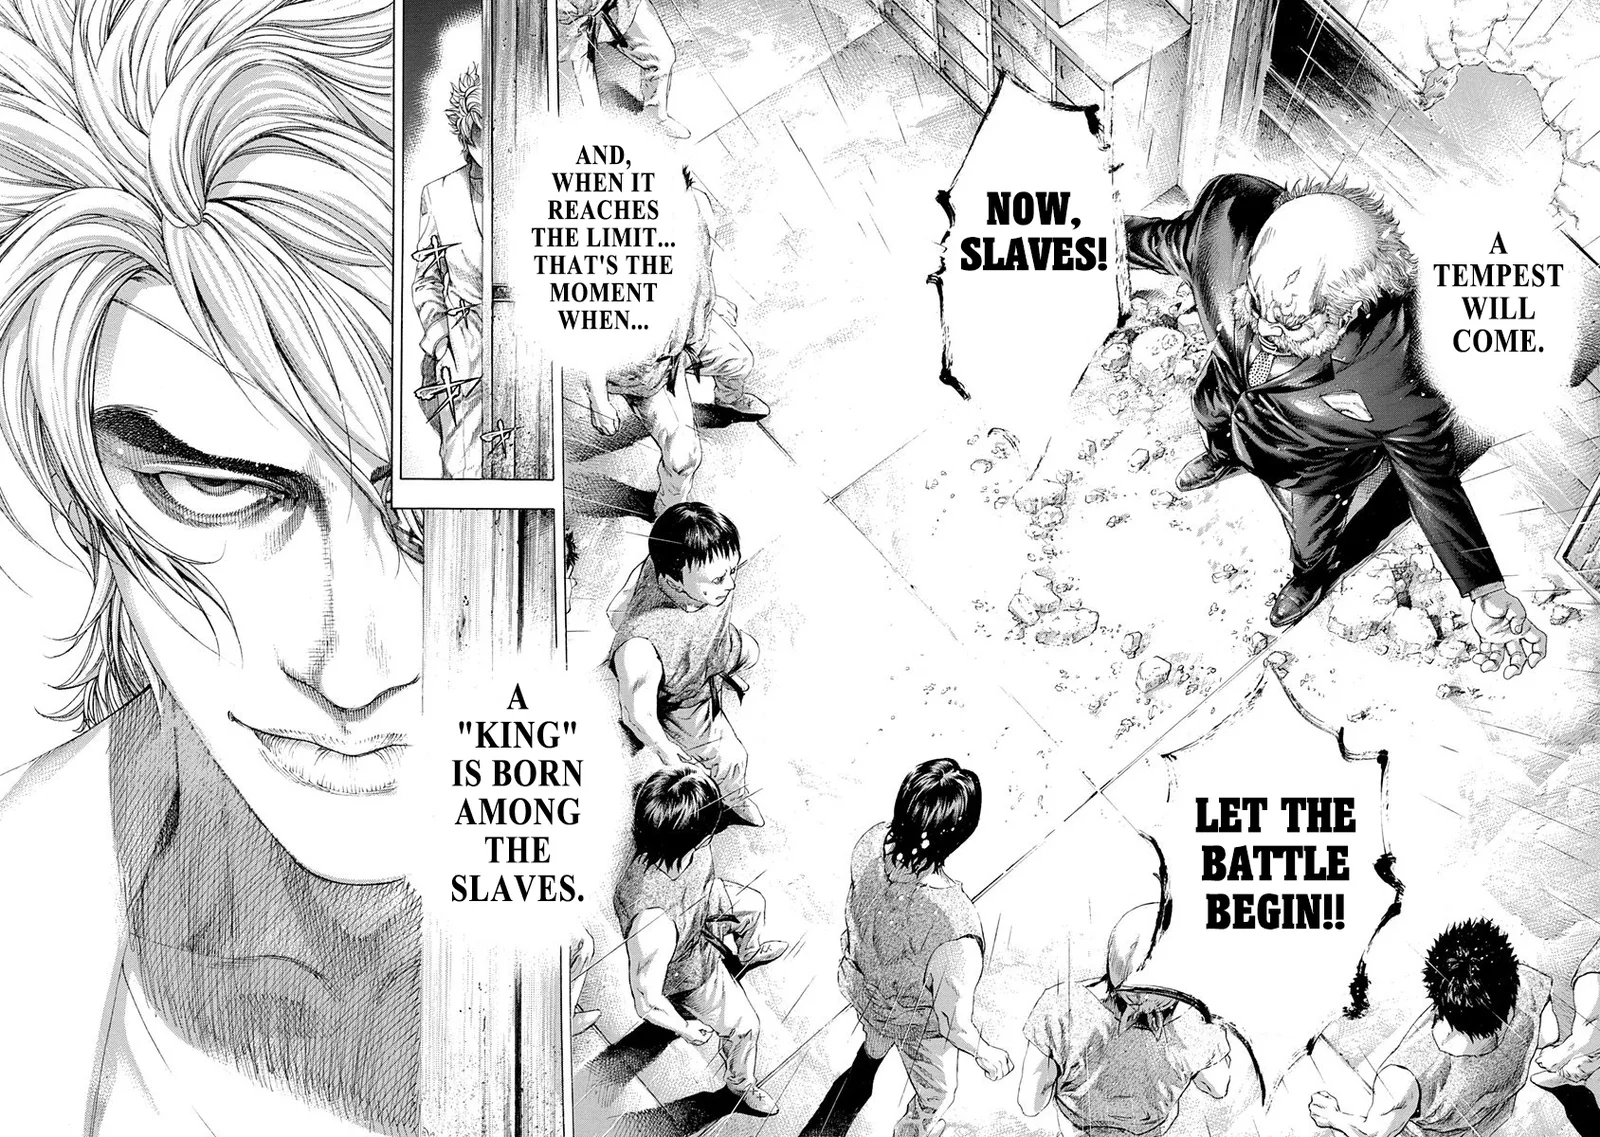 A
TEMPEST
WILL
COME.
NOW,
SLAVES!
LET THE
BATTLE
BEGIN!!
AND,
WHEN IT
REACHES
THE LIMIT...
THAT'S THE
MOMENT
WHEN...
A
"KING"
IS BORN
AMONG
THE
SLAVES.